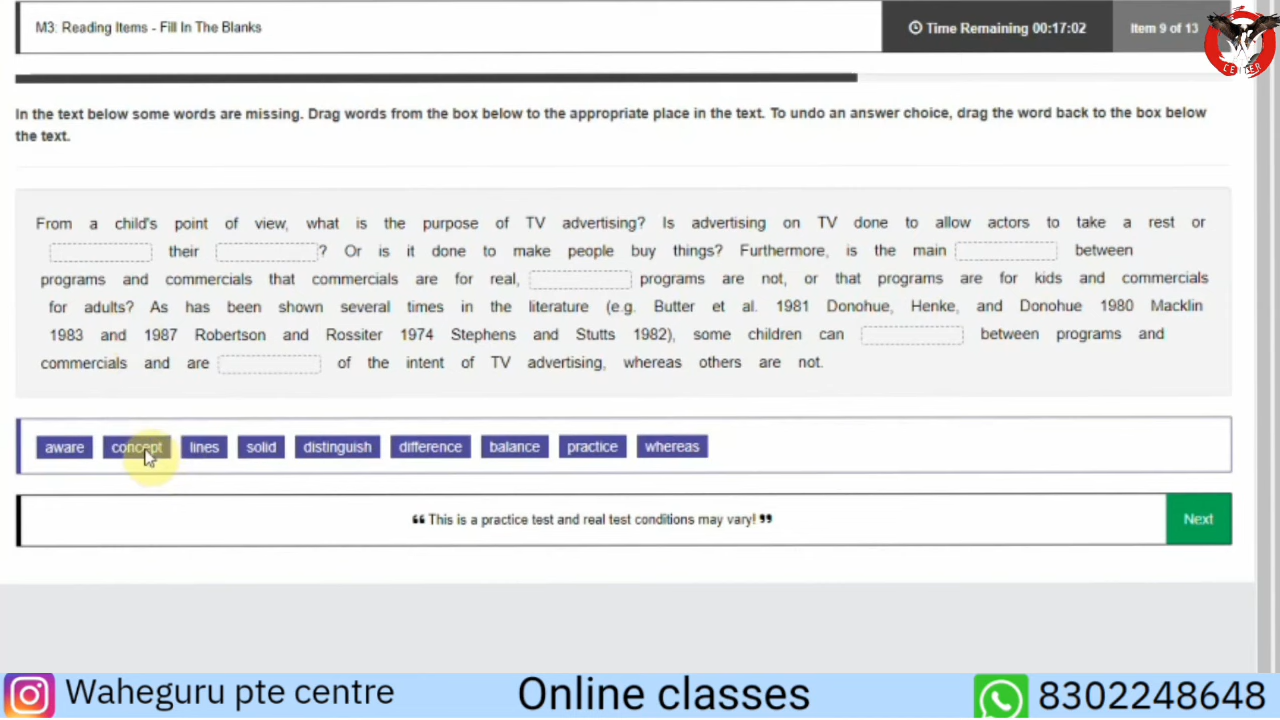 M3: Reading Items - Fill In The Blanks
Time Remaining 00:17:02
Item 9 of 13
CENTER
In the text below some words are missing. Drag words from the box below to the appropriate place in the text. To undo an answer choice, drag the word back to the box below
the text.
From a child's point of view, what is the purpose of TV advertising? Is advertising on TV done to allow actors to take a rest or
their ? Or is it done to make people buy things? Furthermore, is the main between
programs and commercials that commercials are for real, programs are not, or that programs are for kids and commercials
for adults? As has been shown several times in the literature (e.g. Butter et al. 1981 Donohue, Henke, and Donohue 1980 Macklin
1983 and 1987 Robertson and Rossiter 1974 Stephens and Stutts 1982), some children can between programs and
commercials and are of the intent of TV advertising, whereas others are not.
aware concept lines solid distinguish difference balance practice whereas
❝ This is a practice test and real test conditions may vary! ❞
Next
Waheguru pte centre
Online classes
8302248648